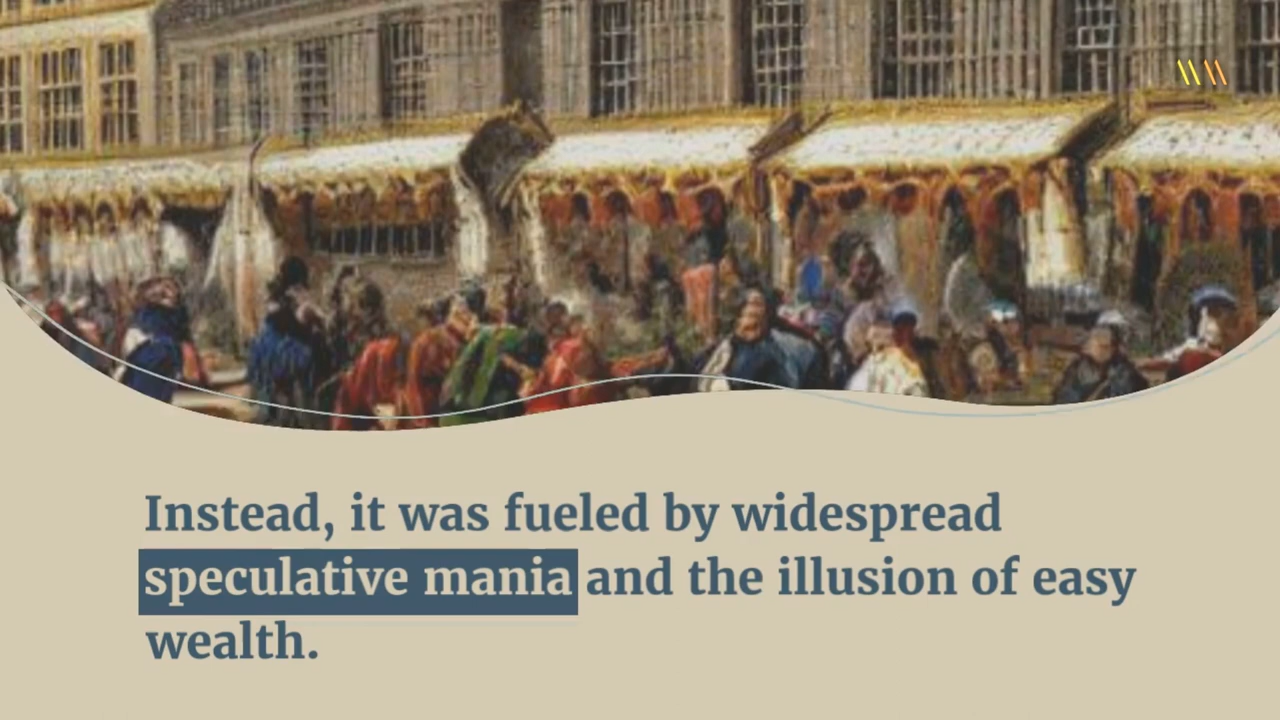 Instead, it was fueled by widespread
speculative mania and the illusion of easy
wealth.